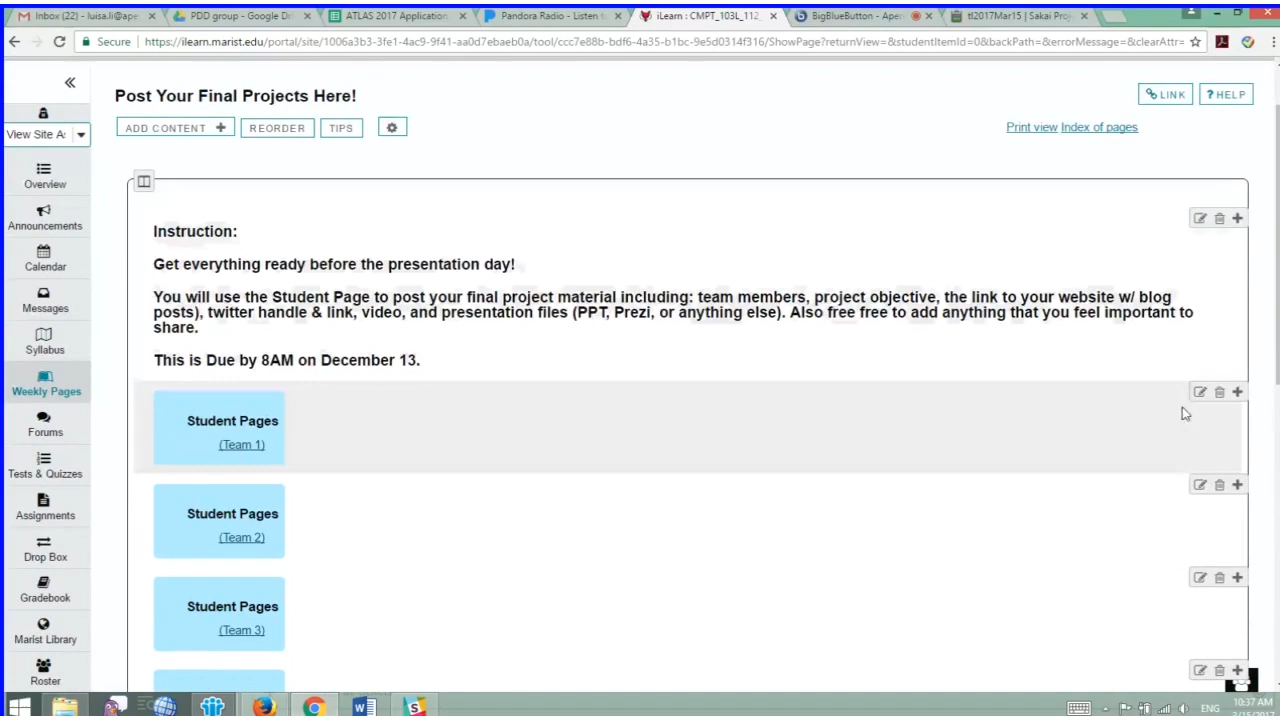 Inbox (22) - luisa.li@ape
PDD group - Google Dri
ATLAS 2017 Application
Pandora Radio - Listen t
iLearn : CMPT_103L_112_
BigBlueButton - Aper
tl2017Mar15 | Sakai Proj
Secure
https://ilearn.marist.edu/portal/site/1006a3b3-3fe1-4ac9-9f41-aa0d7ebaeb0a/tool/ccc7e88b-bdf6-4a35-b1bc-9e5d0314f316/ShowPage?returnView=&studentItemId=0&backPath=&errorMessage=&clearAttr=
Post Your Final Projects Here!
LINK
? HELP
ADD CONTENT +
REORDER
TIPS
Print view Index of pages
View Site As
Overview
Announcements
Calendar
Messages
Syllabus
Weekly Pages
Forums
Tests & Quizzes
Assignments
Drop Box
Gradebook
Marist Library
Roster
Instruction:
Get everything ready before the presentation day!
You will use the Student Page to post your final project material including: team members, project objective, the link to your website w/ blog
posts), twitter handle & link, video, and presentation files (PPT, Prezi, or anything else). Also free free to add anything that you feel important to
share.
This is Due by 8AM on December 13.
Student Pages
(Team 1)
Student Pages
(Team 2)
Student Pages
(Team 3)
ENG
10:37 AM
3/15/2017